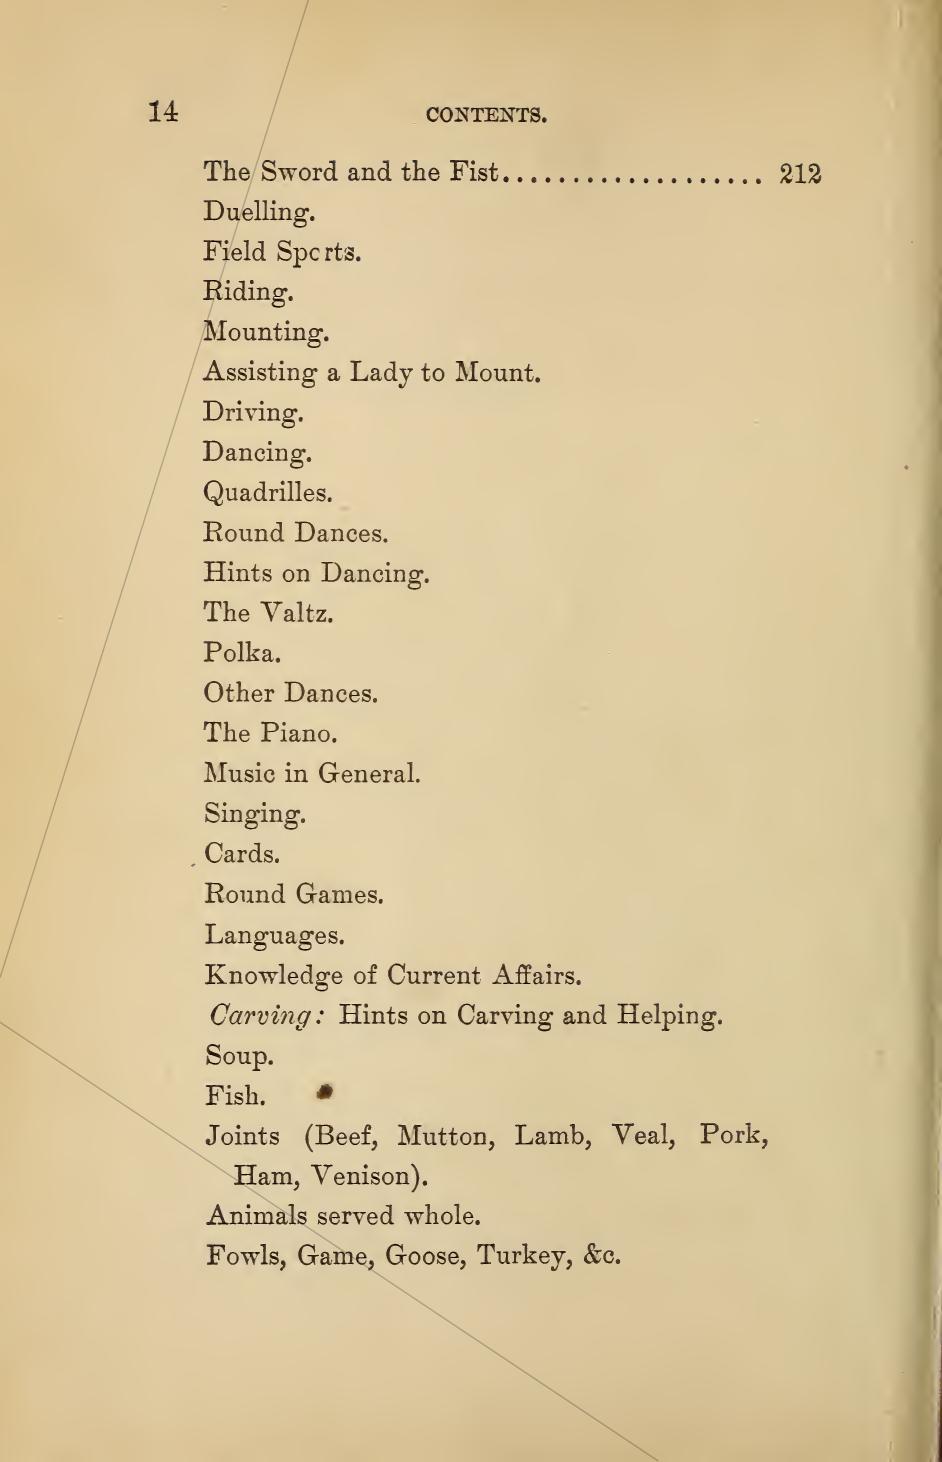 14 CONTENTS.
The Sword and the Fist................... 212
Duelling.
Field Sports.
Riding.
Mounting.
Assisting a Lady to Mount.
Driving.
Dancing.
Quadrilles.
Round Dances.
Hints on Dancing.
The Valtz.
Polka.
Other Dances.
The Piano.
Music in General.
Singing.
Cards.
Round Games.
Languages.
Knowledge of Current Affairs.
Carving: Hints on Carving and Helping.
Soup.
Fish.
Joints (Beef, Mutton, Lamb, Veal, Pork,
Ham, Venison).
Animals served whole.
Fowls, Game, Goose, Turkey, &c.